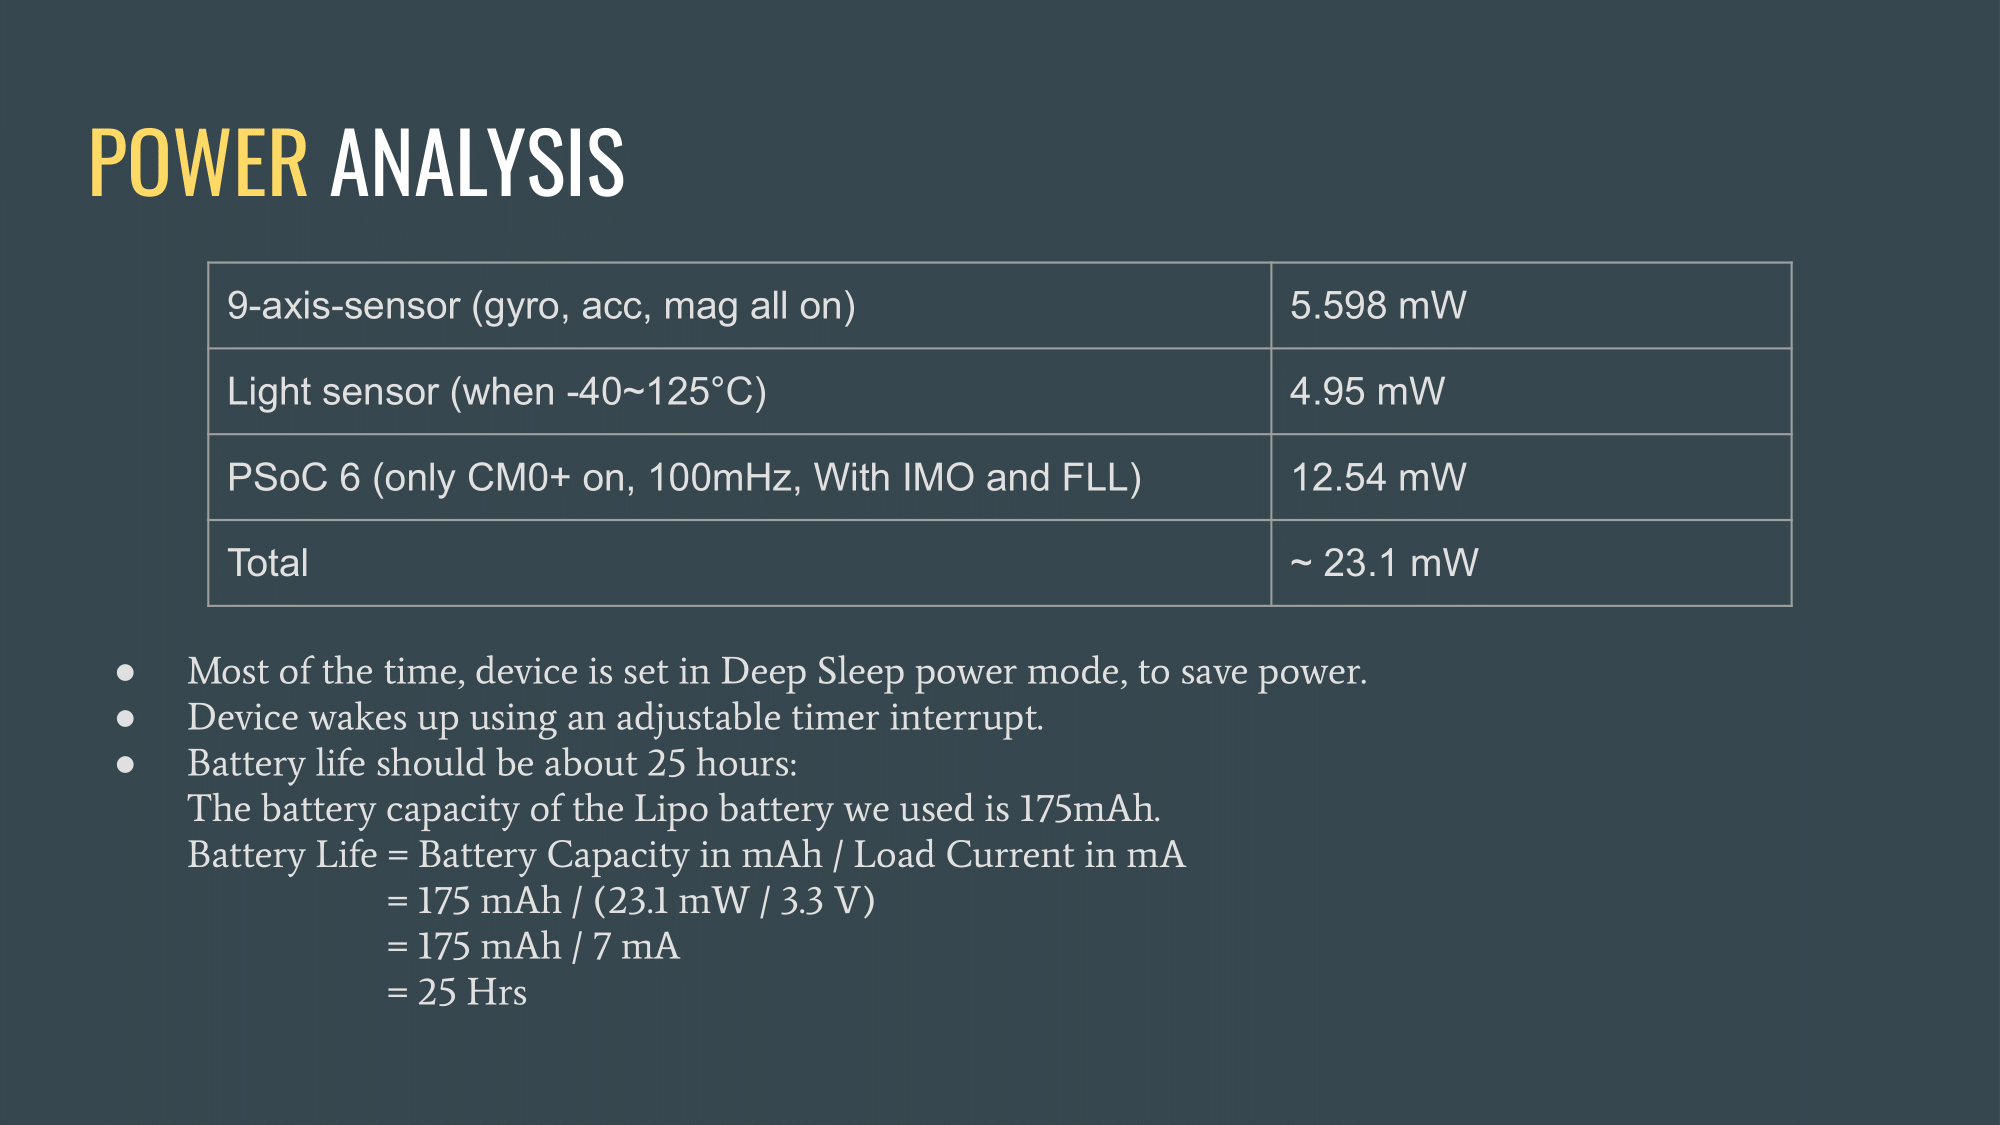 POWER ANALYSIS
9-axis-sensor (gyro, acc, mag all on) 5.598 mW
Light sensor (when -40~125°C) 4.95 mW
PSoC 6 (only CM0+ on, 100mHz, With IMO and FLL) 12.54 mW
Total ~ 23.1 mW
● Most of the time, device is set in Deep Sleep power mode, to save power.
● Device wakes up using an adjustable timer interrupt.
● Battery life should be about 25 hours:
The battery capacity of the Lipo battery we used is 175mAh.
Battery Life = Battery Capacity in mAh / Load Current in mA
= 175 mAh / (23.1 mW / 3.3 V)
= 175 mAh / 7 mA
= 25 Hrs